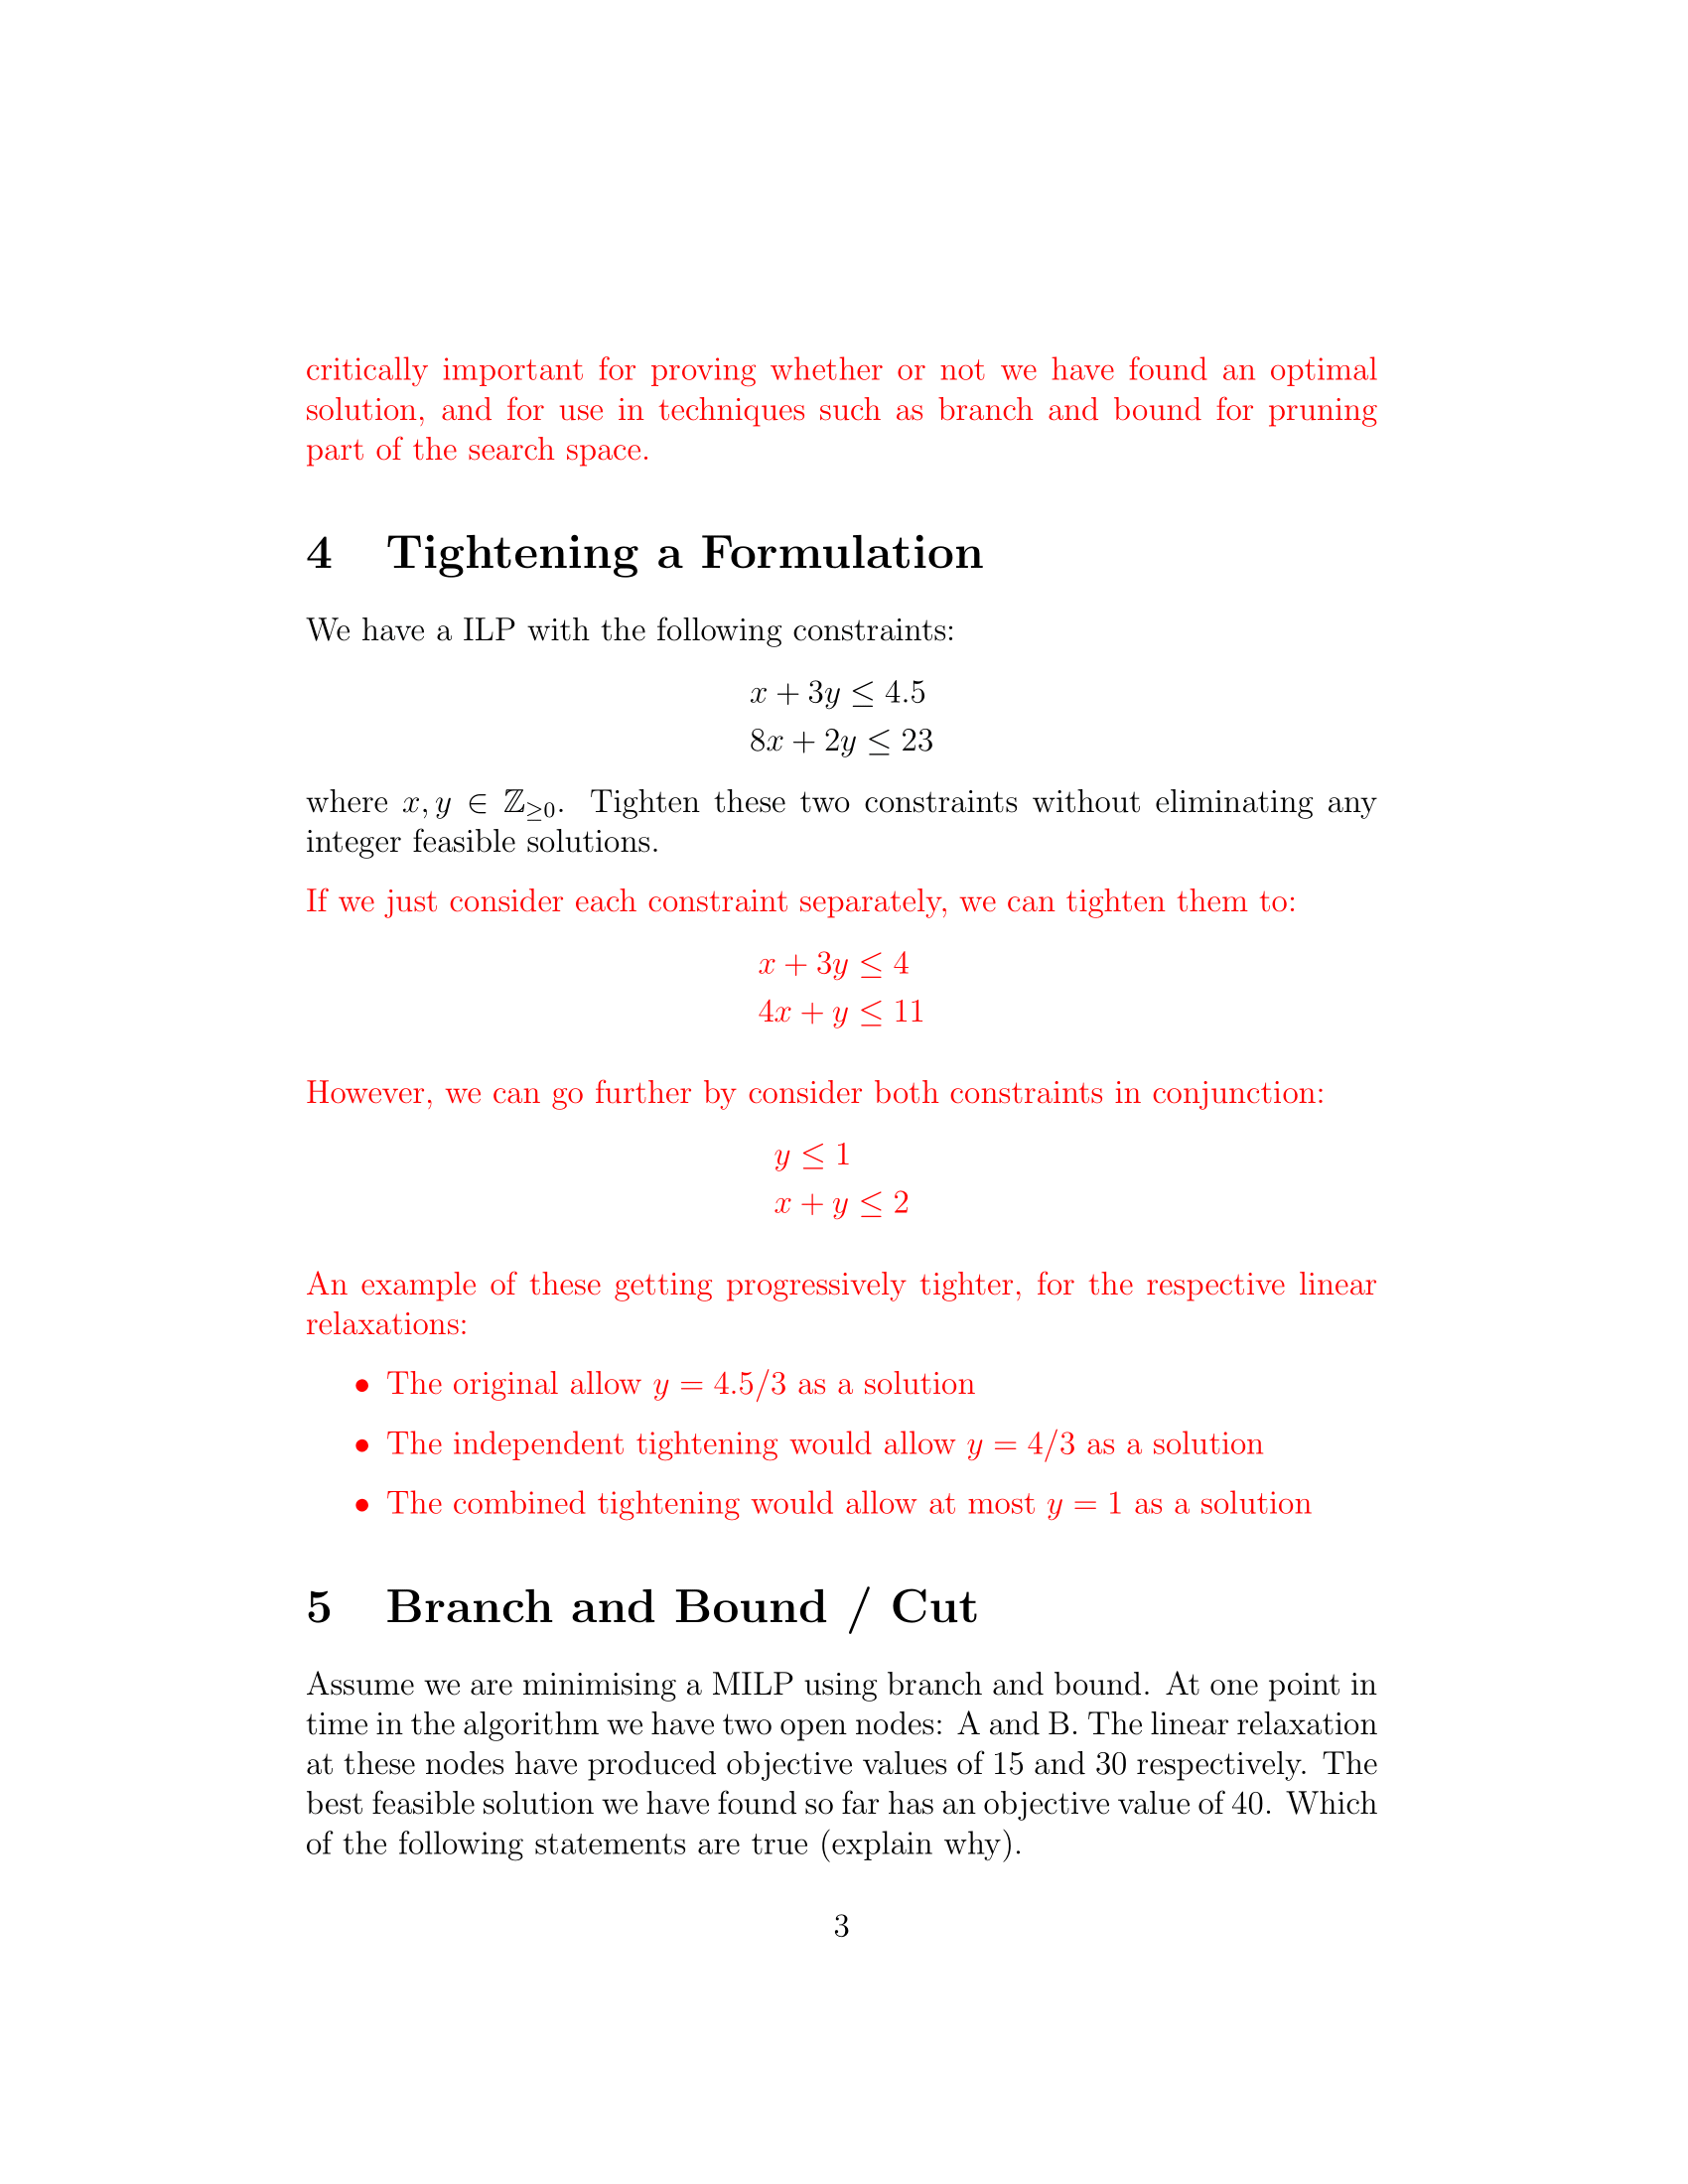 critically important for proving whether or not we have found an optimal
solution, and for use in techniques such as branch and bound for pruning
part of the search space.
4 Tightening a Formulation
We have a ILP with the following constraints:
x + 3y ≤ 4.5
8x + 2y ≤ 23
where x, y ∈ ℤ≥0. Tighten these two constraints without eliminating any
integer feasible solutions.
If we just consider each constraint separately, we can tighten them to:
x + 3y ≤ 4
4x + y ≤ 11
However, we can go further by consider both constraints in conjunction:
y ≤ 1
x + y ≤ 2
An example of these getting progressively tighter, for the respective linear
relaxations:
• The original allow y = 4.5/3 as a solution
• The independent tightening would allow y = 4/3 as a solution
• The combined tightening would allow at most y = 1 as a solution
5 Branch and Bound / Cut
Assume we are minimising a MILP using branch and bound. At one point in
time in the algorithm we have two open nodes: A and B. The linear relaxation
at these nodes have produced objective values of 15 and 30 respectively. The
best feasible solution we have found so far has an objective value of 40. Which
of the following statements are true (explain why).
3